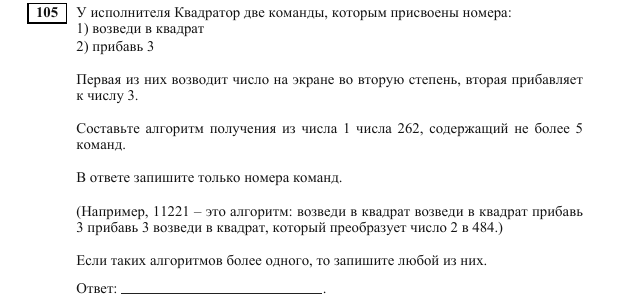 105 У исполнителя Квадратор две команды, которым присвоены номера:
1) возведи в квадрат
2) прибавь 3
Первая из них возводит число на экране во вторую степень, вторая прибавляет
к числу 3.
Составьте алгоритм получения из числа 1 числа 262, содержащий не более 5
команд.
В ответе запишите только номера команд.
(Например, 11221 – это алгоритм: возведи в квадрат возведи в квадрат прибавь
3 прибавь 3 возведи в квадрат, который преобразует число 2 в 484.)
Если таких алгоритмов более одного, то запишите любой из них.
Ответ: ______________________________.